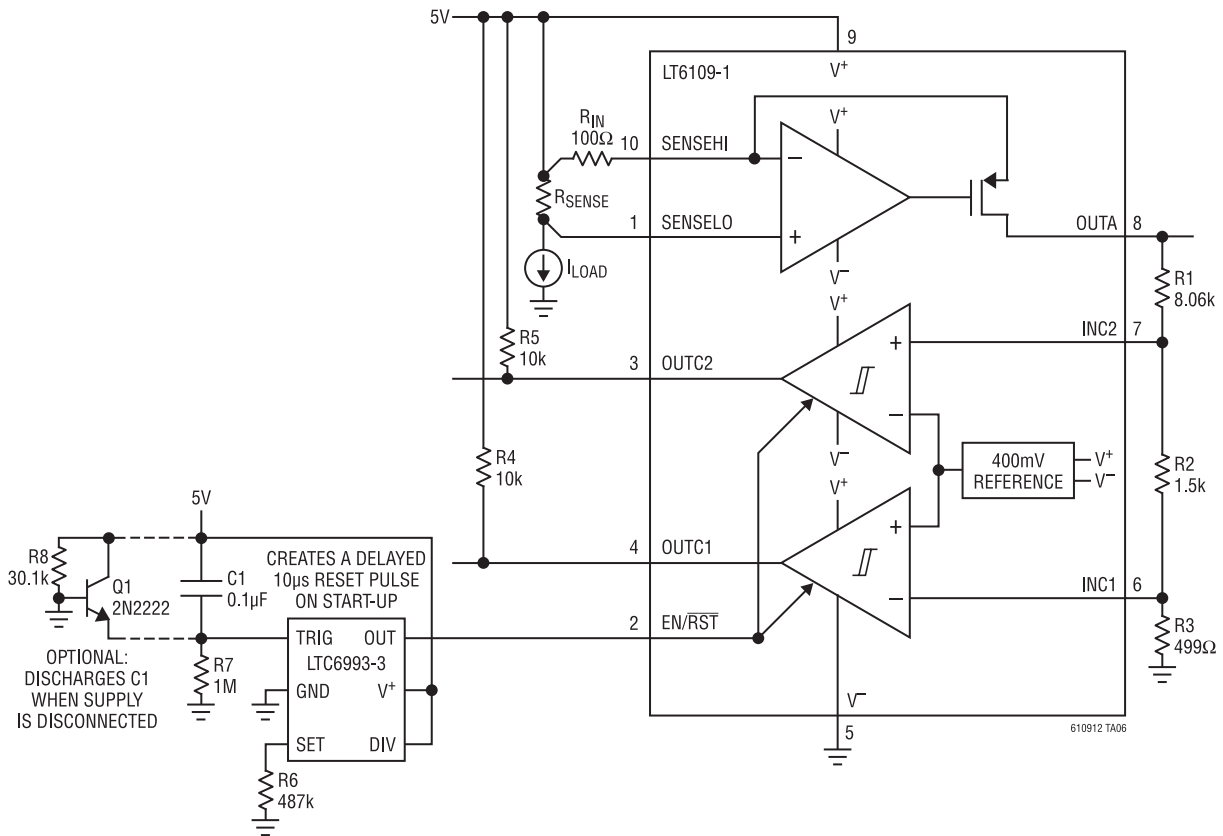 5V
9
LT6109-1
V+
RIN
100Ω
10
SENSEHI
V+
−
RSENSE
1
SENSELO
+
OUTA
8
ILOAD
V−
V+
R1
8.06k
R5
10k
+
INC2
7
3
OUTC2
−
V−
R4
10k
400mV
REFERENCE
V+
V−
R2
1.5k
V+
5V
+
R8
30.1k
Q1
2N2222
C1
0.1µF
CREATES A DELAYED
10µs RESET PULSE
ON START-UP
4
OUTC1
−
INC1
6
2
EN/RST
R3
499Ω
OPTIONAL:
DISCHARGES C1
WHEN SUPPLY
IS DISCONNECTED
R7
1M
TRIG
OUT
LTC6993-3
GND
V+
SET
DIV
V−
5
610912 TA06
R6
487k